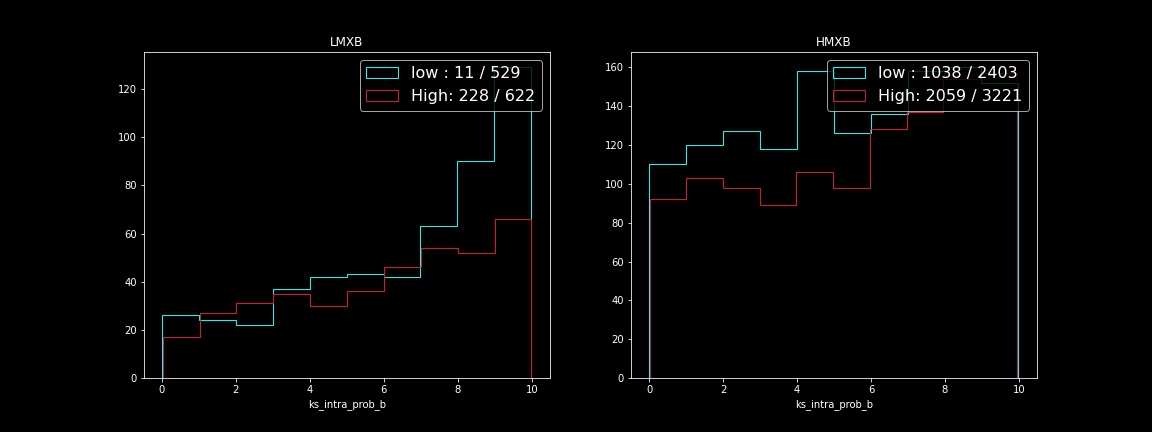 LMXB
low : 11 / 529
High: 228 / 622
120
100
80
60
40
20
0
0 2 4 6 8 10
ks_intra_prob_b
HMXB
low : 1038 / 2403
High: 2059 / 3221
160
140
120
100
80
60
40
20
0
0 2 4 6 8 10
ks_intra_prob_b